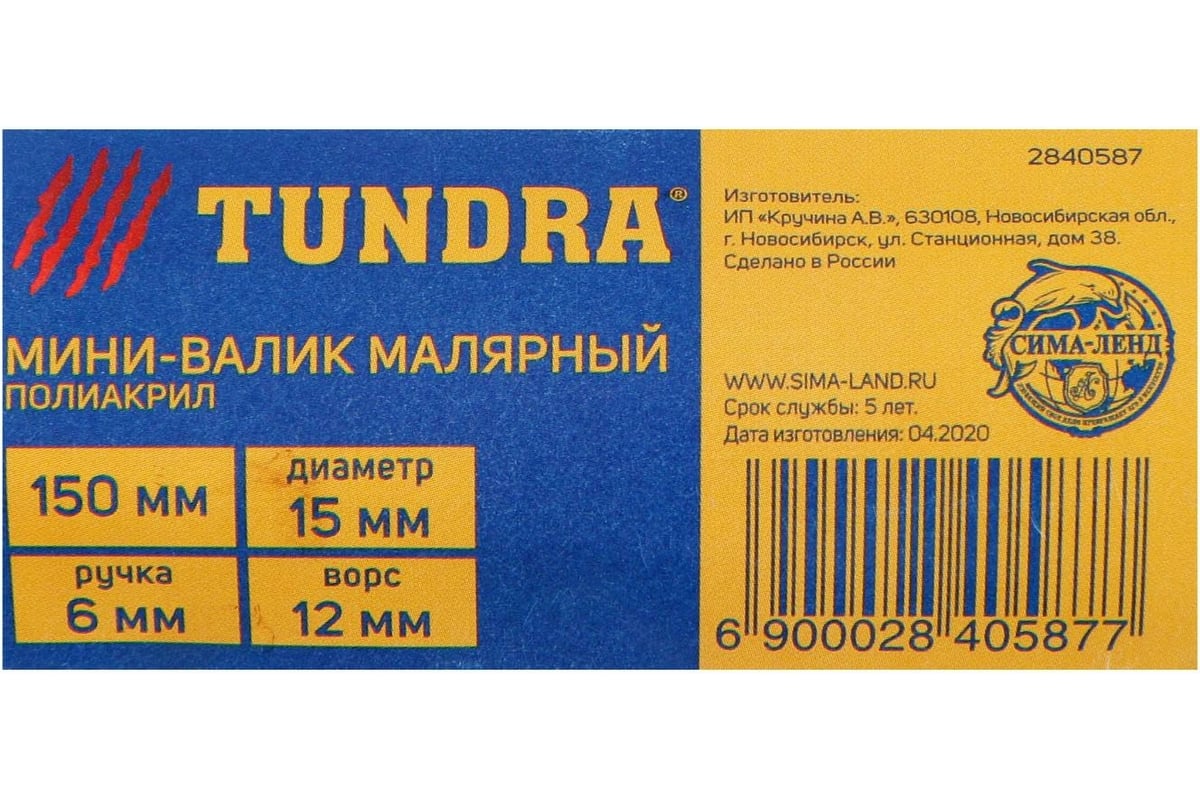 TUNDRA®
МИНИ-ВАЛИК МАЛЯРНЫЙ
ПОЛИАКРИЛ
150 мм
диаметр
15 мм
ручка
6 мм
ворс
12 мм
2840587
Изготовитель:
ИП «Кручина А.В.», 630108, Новосибирская обл.,
г. Новосибирск, ул. Станционная, дом 38.
Сделано в России
СИМА-ЛЕНД
WWW.SIMA-LAND.RU
Срок службы: 5 лет.
Дата изготовления: 04.2020
6 900028 405877